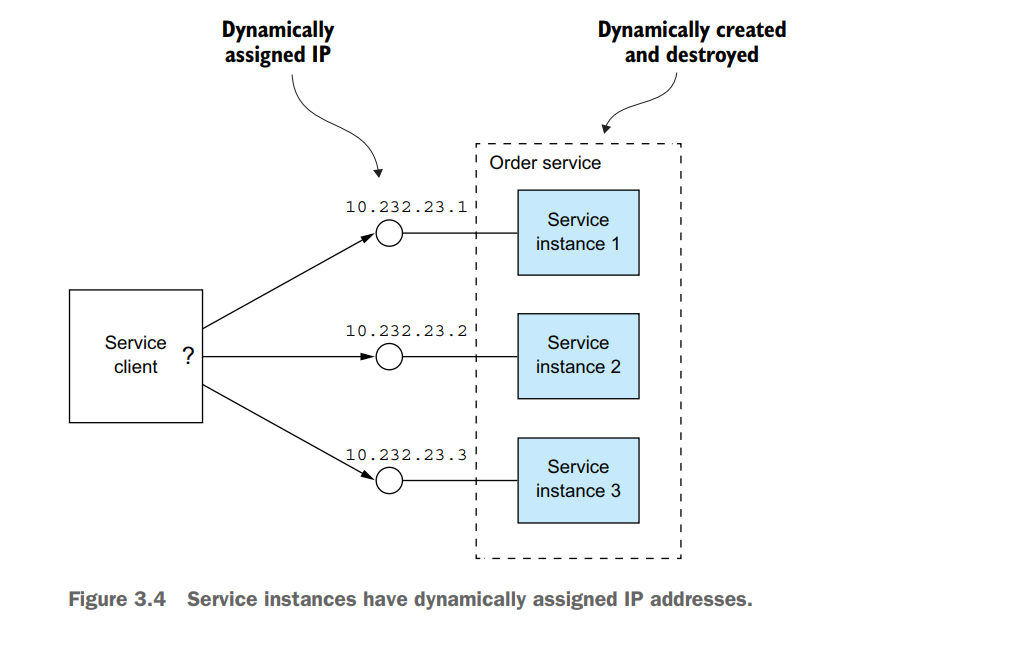 Dynamically
assigned IP
Dynamically created
and destroyed
Order service
10.232.23.1
Service
instance 1
Service
client
?
10.232.23.2
Service
instance 2
10.232.23.3
Service
instance 3
Figure 3.4 Service instances have dynamically assigned IP addresses.